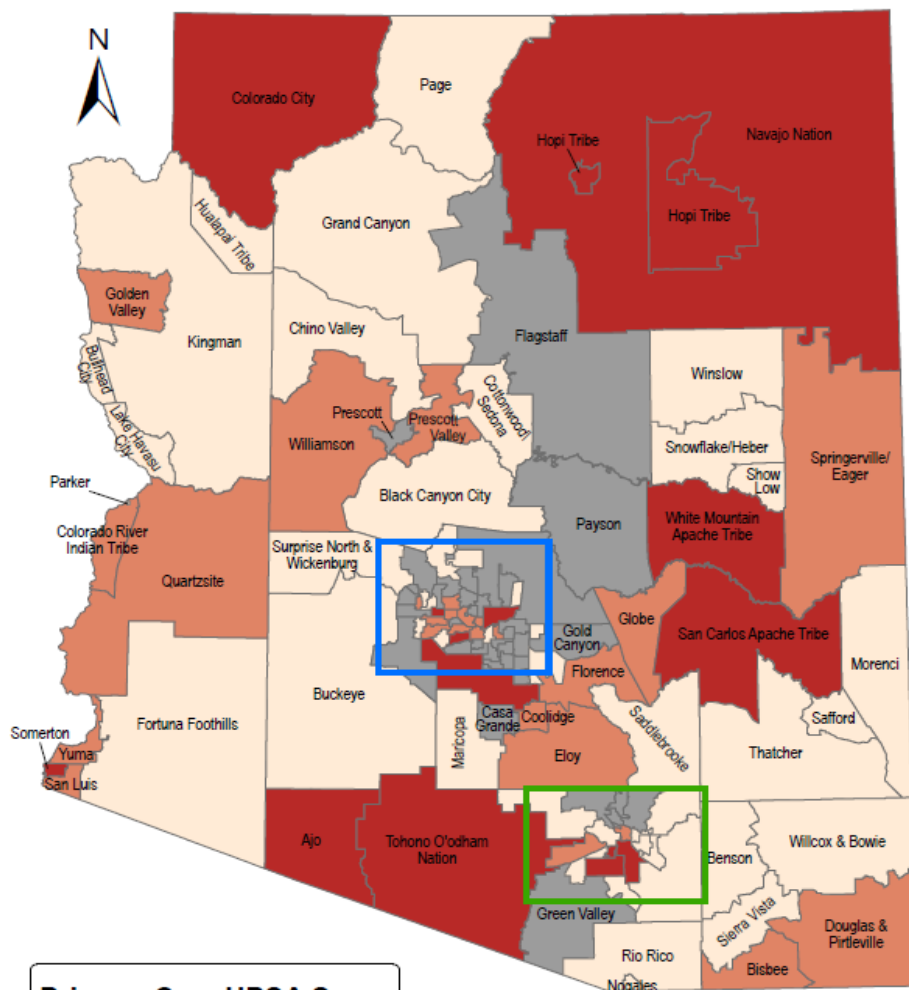 N
Colorado City
Page
Hopi Tribe
Navajo Nation
Hopi Tribe
Hualapai Tribe
Grand Canyon
Golden
Valley
Kingman
Chino Valley
Flagstaff
Bullhead
City
Lake Havasu
City
Winslow
Cottonwood/
Sedona
Prescott
Prescott
Valley
Williamson
Snowflake/Heber
Show
Low
Springerville/
Eager
Parker
Black Canyon City
Payson
White Mountain
Apache Tribe
Colorado River
Indian Tribe
Quartzsite
Surprise North &
Wickenburg
Globe
San Carlos Apache Tribe
Gold
Canyon
Morenci
Florence
Buckeye
Fortuna Foothills
Casa
Grande
Coolidge
Saddlebrooke
Safford
Somerton
Yuma
San Luis
Maricopa
Eloy
Thatcher
Ajo
Tohono O'odham
Nation
Benson
Willcox & Bowie
Green Valley
Sierra Vista
Douglas &
Pirtleville
Rio Rico
Bisbee
Nogales